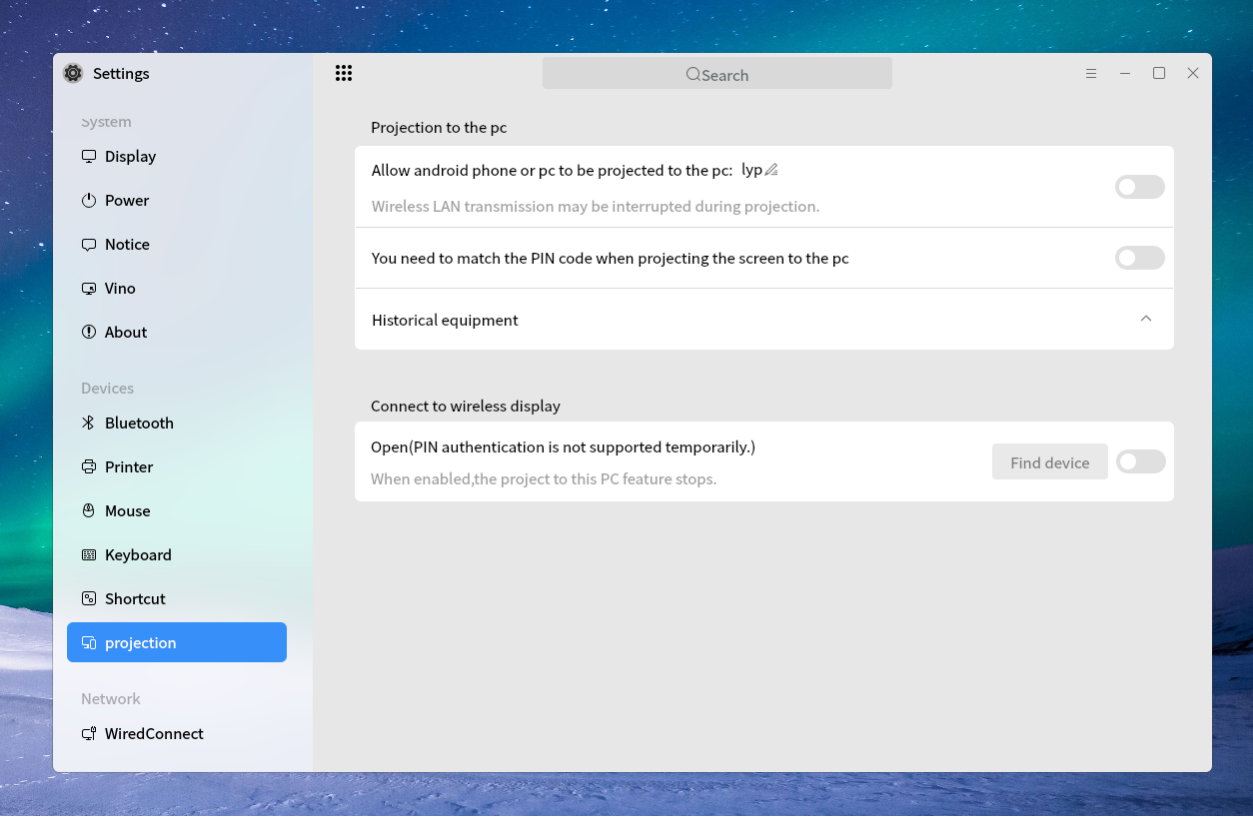 Settings
Search
System
Display
Power
Notice
Vino
About
Devices
Bluetooth
Printer
Mouse
Keyboard
Shortcut
projection
Network
WiredConnect
Projection to the pc
Allow android phone or pc to be projected to the pc: lyp
Wireless LAN transmission may be interrupted during projection.
You need to match the PIN code when projecting the screen to the pc
Historical equipment
Connect to wireless display
Open(PIN authentication is not supported temporarily.)
Find device
When enabled,the project to this PC feature stops.